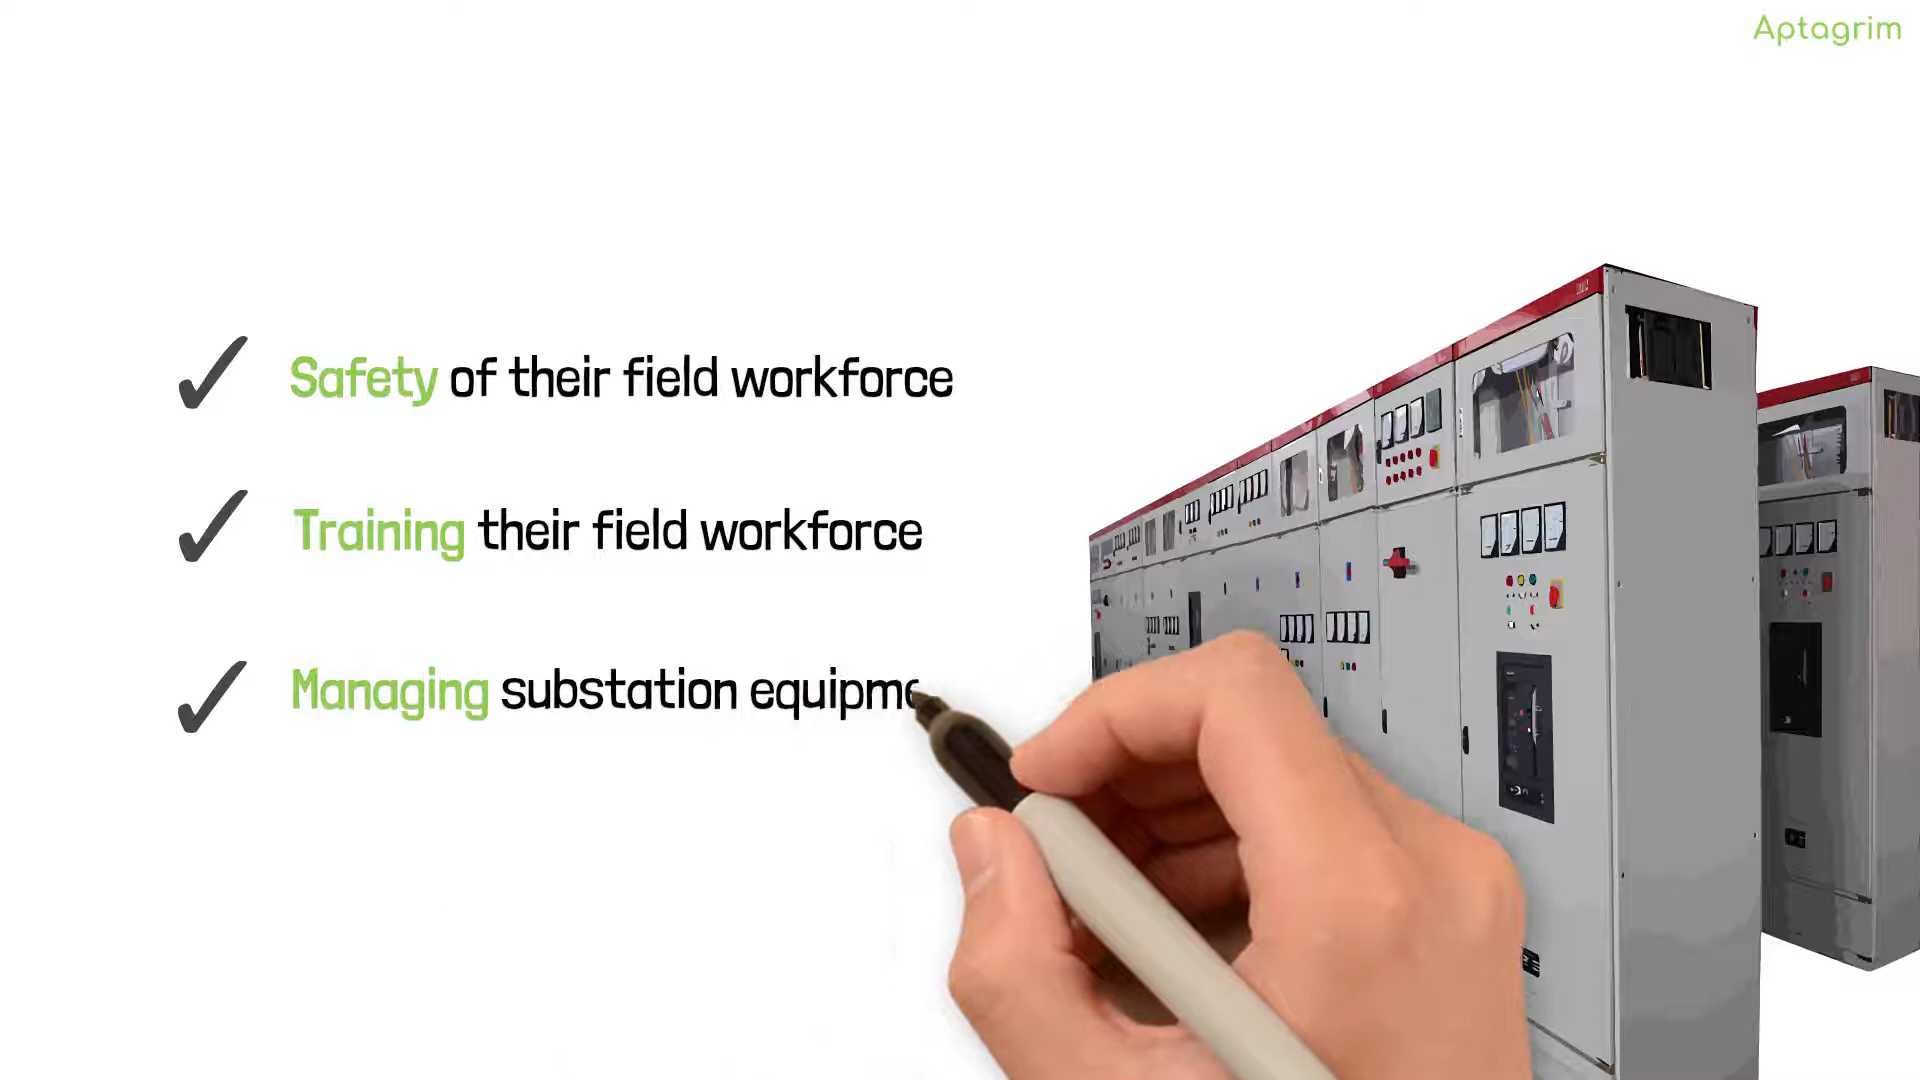 Aptagrim
Safety of their field workforce
Training their field workforce
Managing substation equipme